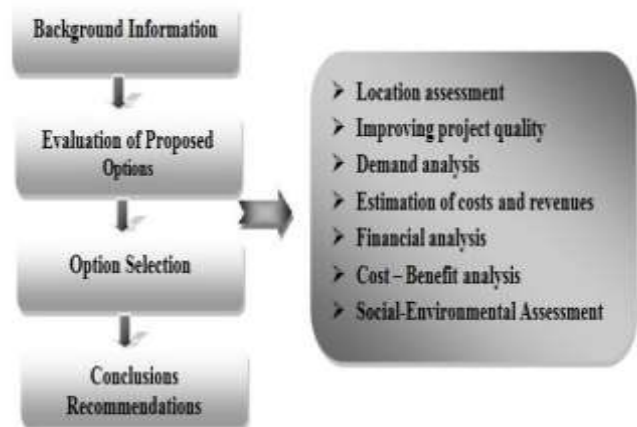 Background Information
Evaluation of Proposed
Options
Option Selection
Conclusions
Recommendations
➤ Location assessment
➤ Improving project quality
➤ Demand analysis
➤ Estimation of costs and revenues
➤ Financial analysis
➤ Cost – Benefit analysis
➤ Social-Environmental Assessment